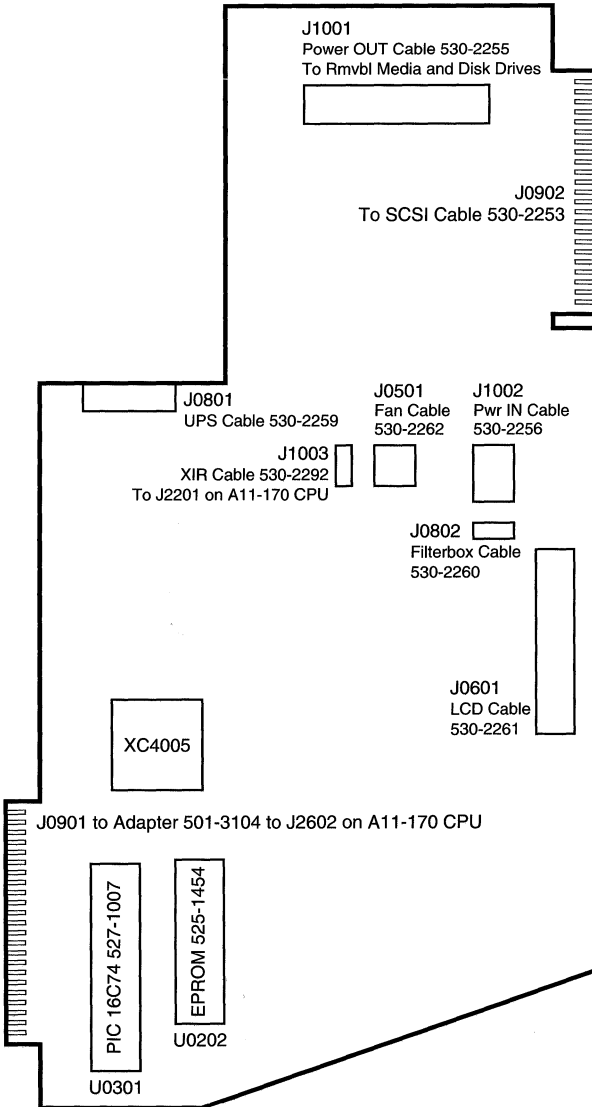 J1001
Power OUT Cable 530-2255
To Rmvbl Media and Disk Drives
J0902
To SCSI Cable 530-2253
J0801
UPS Cable 530-2259
J0501
Fan Cable
530-2262
J1002
Pwr IN Cable
530-2256
J1003
XIR Cable 530-2292
To J2201 on A11-170 CPU
J0802
Filterbox Cable
530-2260
J0601
LCD Cable
530-2261
XC4005
J0901 to Adapter 501-3104 to J2602 on A11-170 CPU
PIC 16C74 527-1007
EPROM 525-1454
U0202
U0301